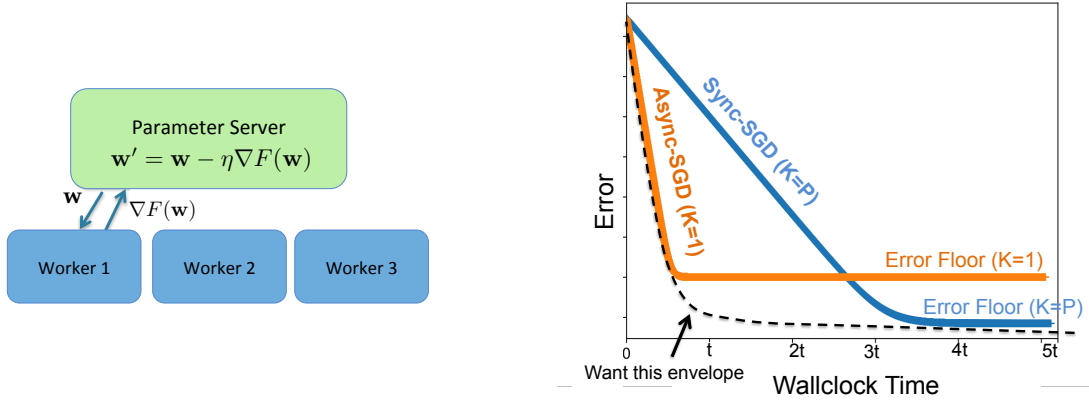 Parameter Server
w′ = w − η∇F(w)
w
∇F(w)
Worker 1
Worker 2
Worker 3
Error
Async-SGD (K=1)
Sync-SGD (K=P)
Error Floor (K=1)
Error Floor (K=P)
0
t
2t
3t
4t
5t
Want this envelope
Wallclock Time